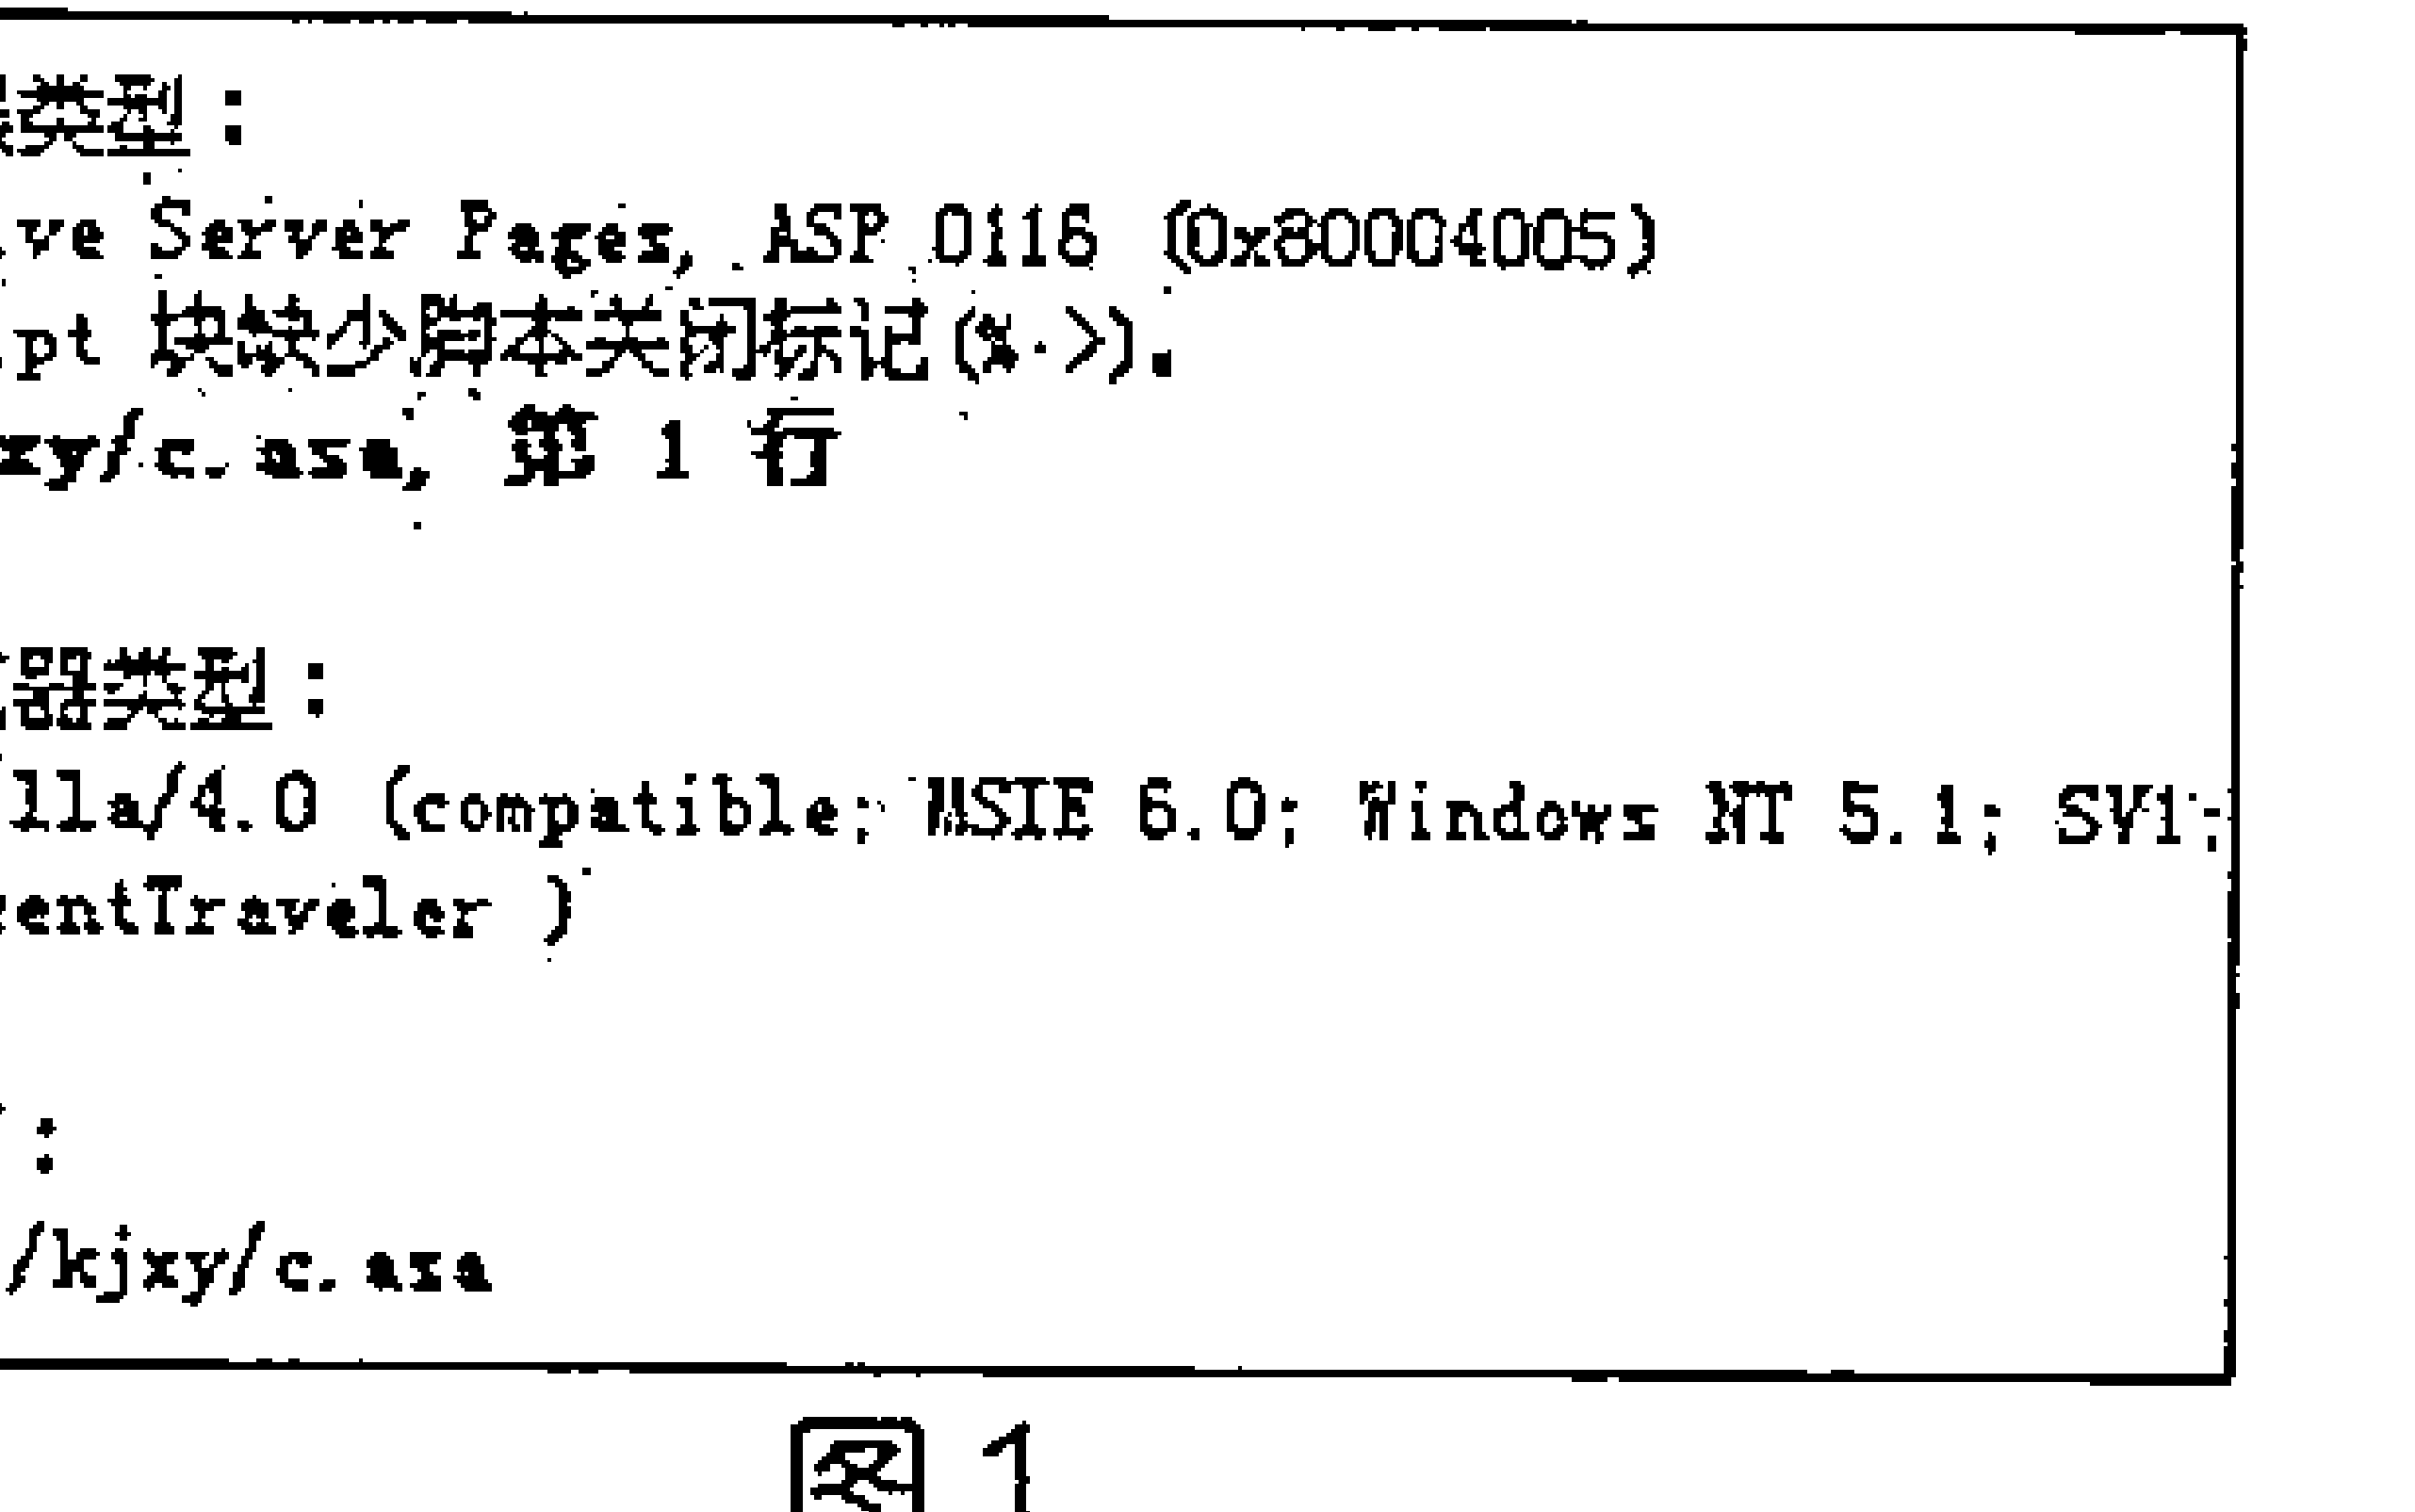 类型：
ve Server Pages, ASP 0116 (0x80004005)
ipt 块缺少脚本关闭标记(%>).
xy/c.asa, 第 1 行
器类型：
lla/4.0 (compatible; MSIE 6.0; Windows NT 5.1; SV1;
centTraveler )
:
/kjxy/c.asa
图 1